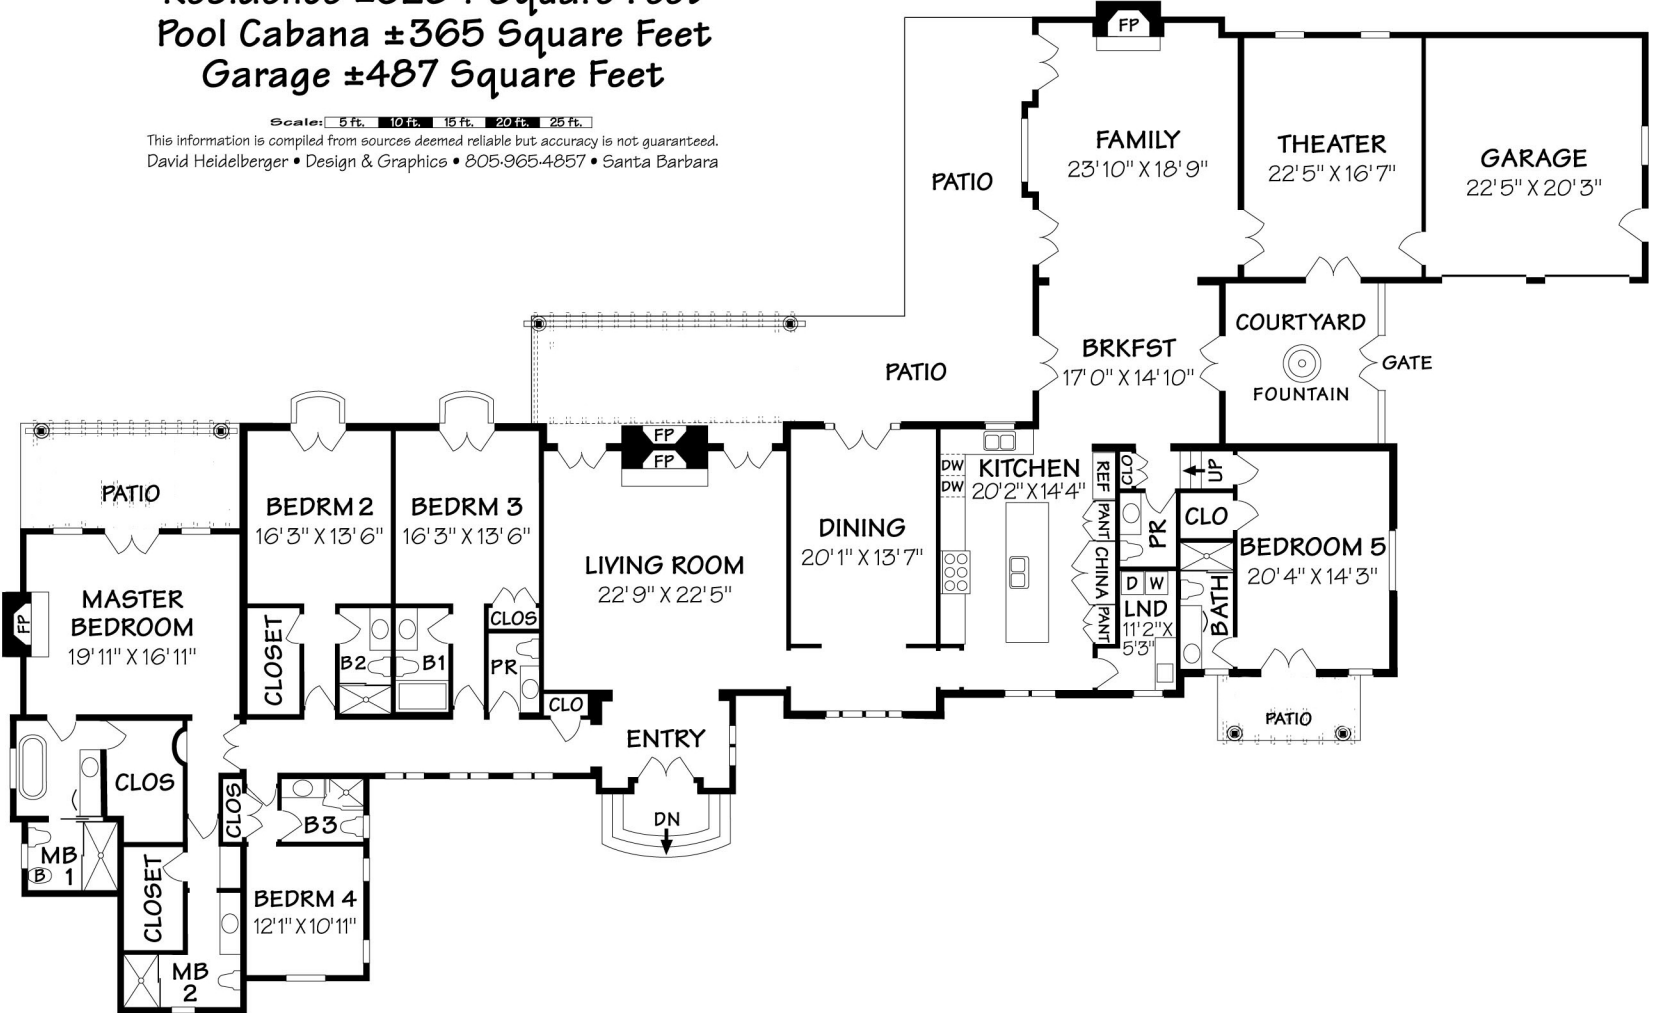 Pool Cabana ±365 Square Feet
Garage ±487 Square Feet
Scale: 5 ft. 10 ft. 15 ft. 20 ft. 25 ft.
This information is compiled from sources deemed reliable but accuracy is not guaranteed.
David Heidelberger • Design & Graphics • 805-965-4857 • Santa Barbara
FP
FAMILY
23'10" X 18'9"
THEATER
22'5" X 16'7"
GARAGE
22'5" X 20'3"
PATIO
COURTYARD
FOUNTAIN
GATE
BRKFST
17'0" X 14'10"
PATIO
PATIO
BEDRM 2
16'3" X 13'6"
BEDRM 3
16'3" X 13'6"
FP
FP
LIVING ROOM
22'9" X 22'5"
DINING
20'1" X 13'7"
DW
DW
KITCHEN
20'2" X 14'4"
REF
PANT
CHINA
PANT
CLO
UP
PR
CLO
BEDROOM 5
20'4" X 14'3"
D W
LND
11'2" X
5'3"
BATH
PATIO
FP
MASTER
BEDROOM
19'11" X 16'11"
CLOSET
B2
B1
CLOS
PR
CLO
ENTRY
DN
CLOS
CLOS
B3
MB
1
B
CLOSET
BEDRM 4
12'1" X 10'11"
MB
2